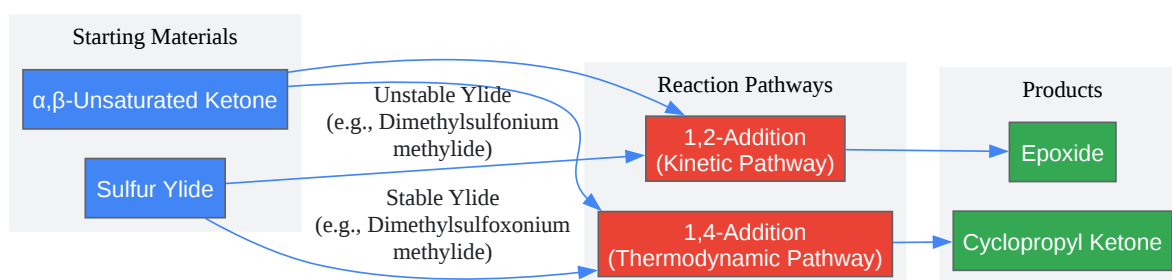 Starting Materials
α,β-Unsaturated Ketone
Sulfur Ylide
Unstable Ylide
(e.g., Dimethylsulfonium
methylide)
Stable Ylide
(e.g., Dimethylsulfoxonium
methylide)
Reaction Pathways
1,2-Addition
(Kinetic Pathway)
1,4-Addition
(Thermodynamic Pathway)
Products
Epoxide
Cyclopropyl Ketone